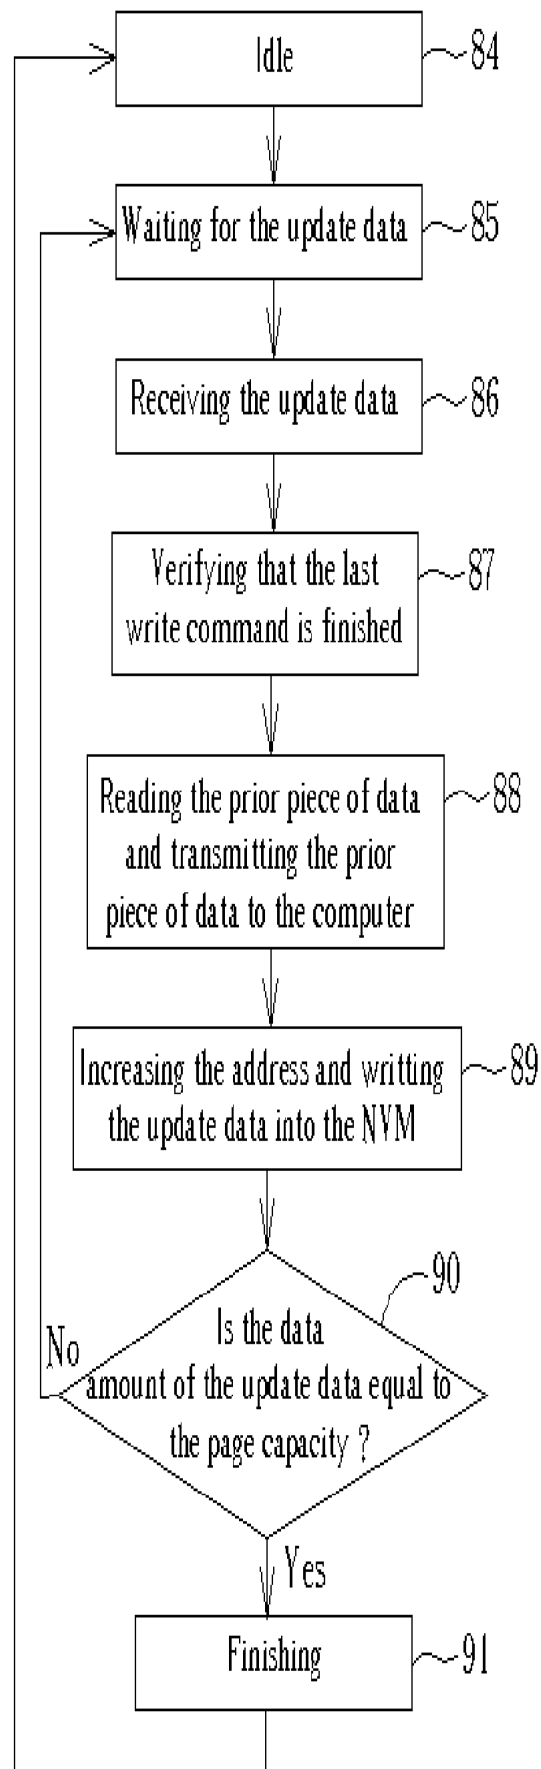 Idle
84
Waiting for the update data
85
Receiving the update data
86
Verifying that the last
write command is finished
87
Reading the prior piece of data
and transmitting the prior
piece of data to the computer
88
Increasing the address and writting
the update data into the NVM
89
90
Is the data
amount of the update data equal to
the page capacity ?
No
Yes
Finishing
91